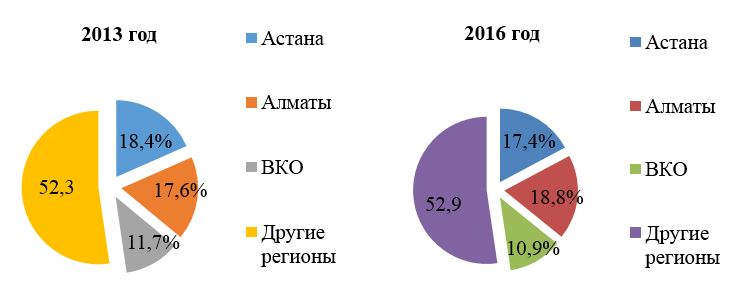 2013 год
Астана
Алматы
ВКО
Другие
регионы
18,4%
17,6%
11,7%
52,3
2016 год
Астана
Алматы
ВКО
Другие
регионы
17,4%
18,8%
10,9%
52,9